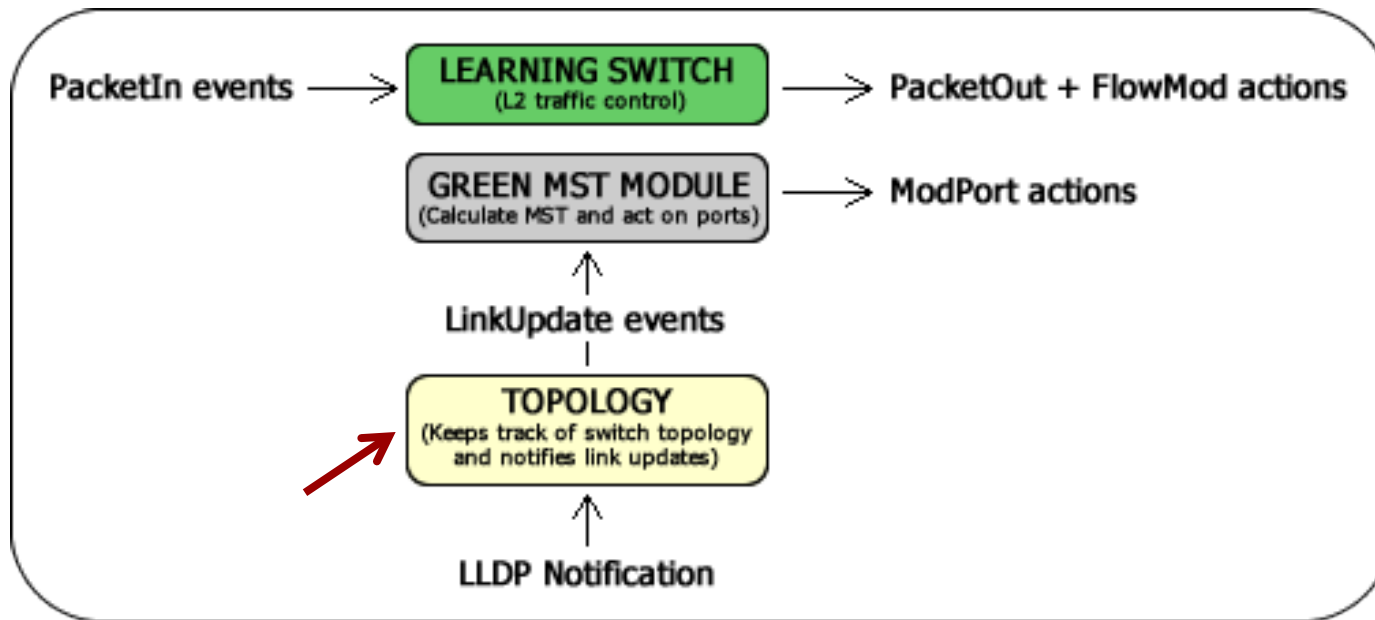 PacketIn events
LEARNING SWITCH
(L2 traffic control)
PacketOut + FlowMod actions
GREEN MST MODULE
(Calculate MST and act on ports)
ModPort actions
LinkUpdate events
TOPOLOGY
(Keeps track of switch topology
and notifies link updates)
LLDP Notification